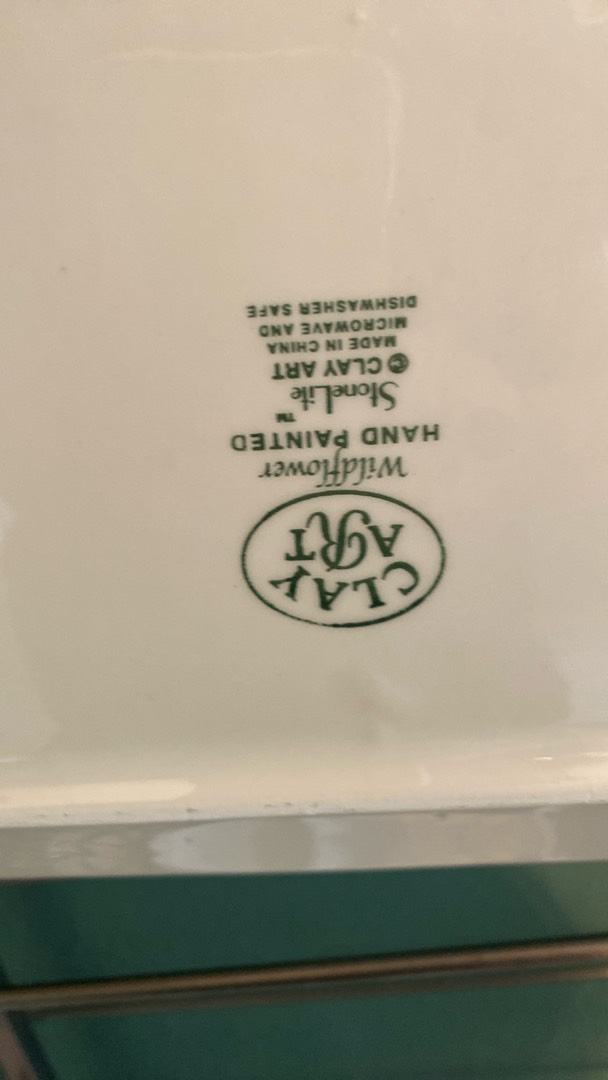 CLAY
ART
Wildflower
HAND PAINTED
StoneLite™
© CLAY ART
MADE IN CHINA
MICROWAVE AND
DISHWASHER SAFE